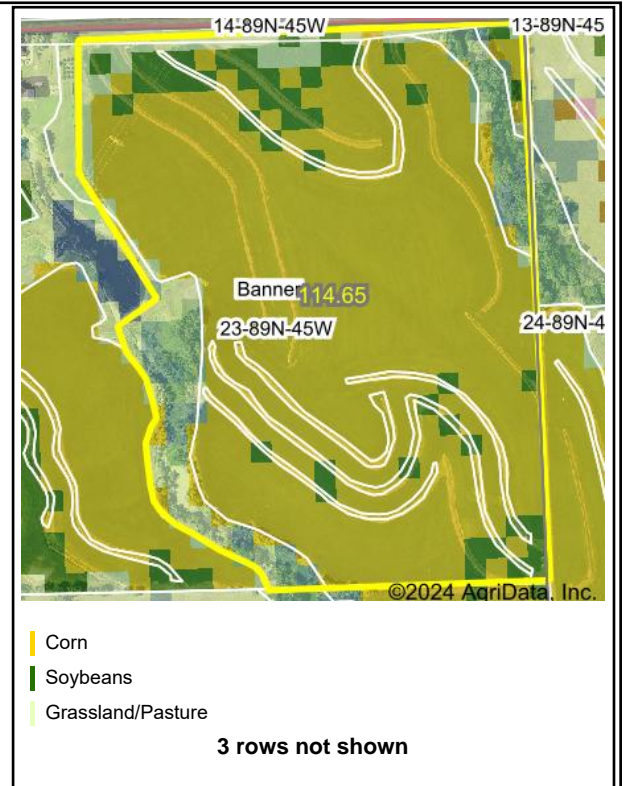 14-89N-45W
13-89N-45
Banner
114.65
23-89N-45W
24-89N-4
©2024 AgriData, Inc.
Corn
Soybeans
Grassland/Pasture
3 rows not shown